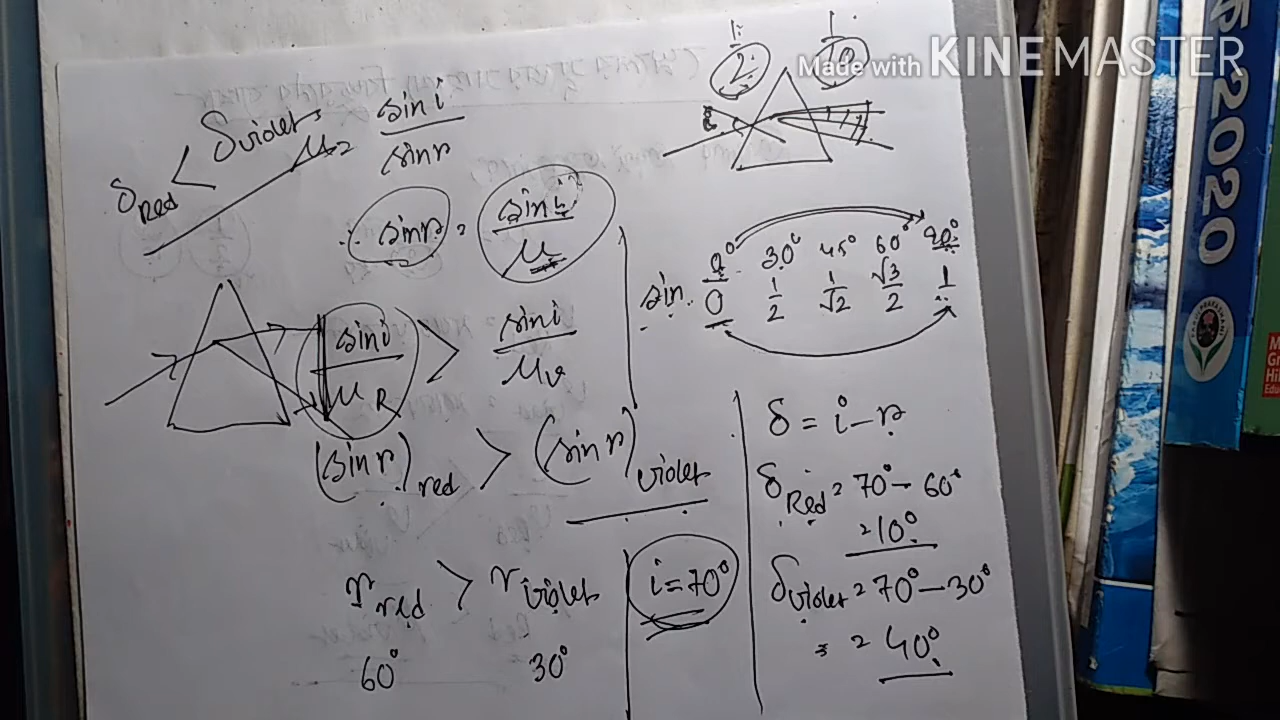 Made with KINEMASTER
δRed < δviolet
μ = sin i / sin r
∴ sin r = sin i / μ
sin i / μR > sin i / μv
(sin r)red > (sin r)violet
r red > r violet
60° 30°
i = 70°
0° 30° 45° 60° 90°
sin 0 1/2 1/√2 √3/2 1
δ = i - r
δRed = 70° - 60°
= 10°
δviolet = 70° - 30°
= 40°
2020